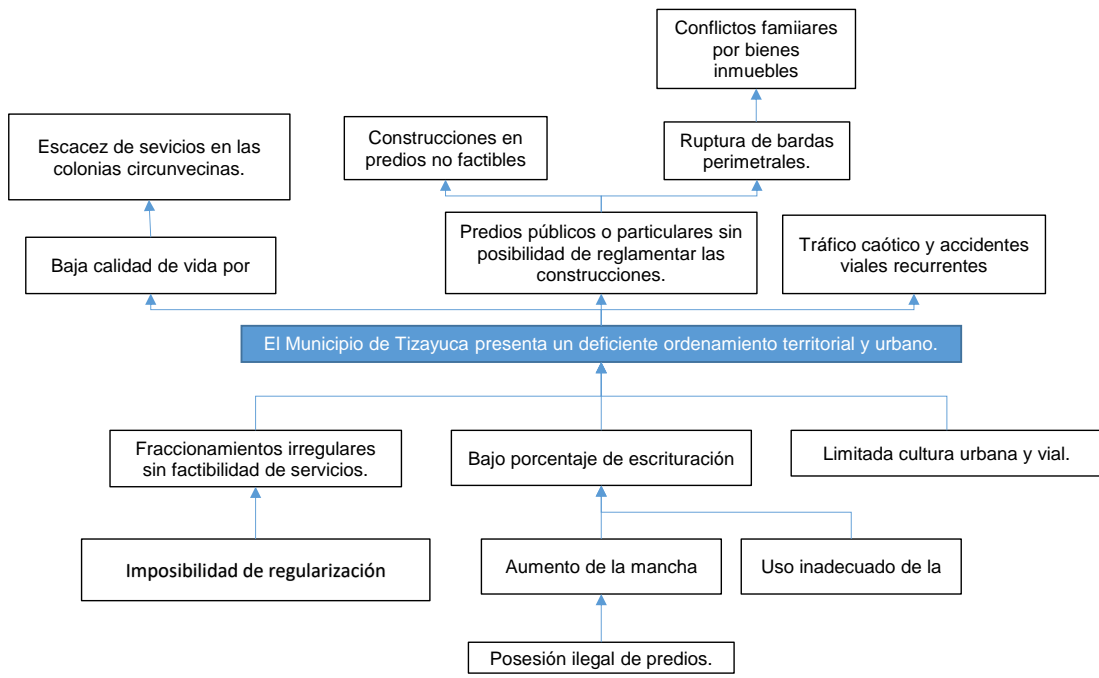 Conflictos famiiares
por bienes
inmuebles
Escacez de sevicios en las
colonias circunvecinas.
Construcciones en
predios no factibles
Ruptura de bardas
perimetrales.
Baja calidad de vida por
Predios públicos o particulares sin
posibilidad de reglamentar las
construcciones.
Tráfico caótico y accidentes
viales recurrentes
El Municipio de Tizayuca presenta un deficiente ordenamiento territorial y urbano.
Fraccionamientos irregulares
sin factibilidad de servicios.
Bajo porcentaje de escrituración
Limitada cultura urbana y vial.
Imposibilidad de regularización
Aumento de la mancha
Uso inadecuado de la
Posesión ilegal de predios.